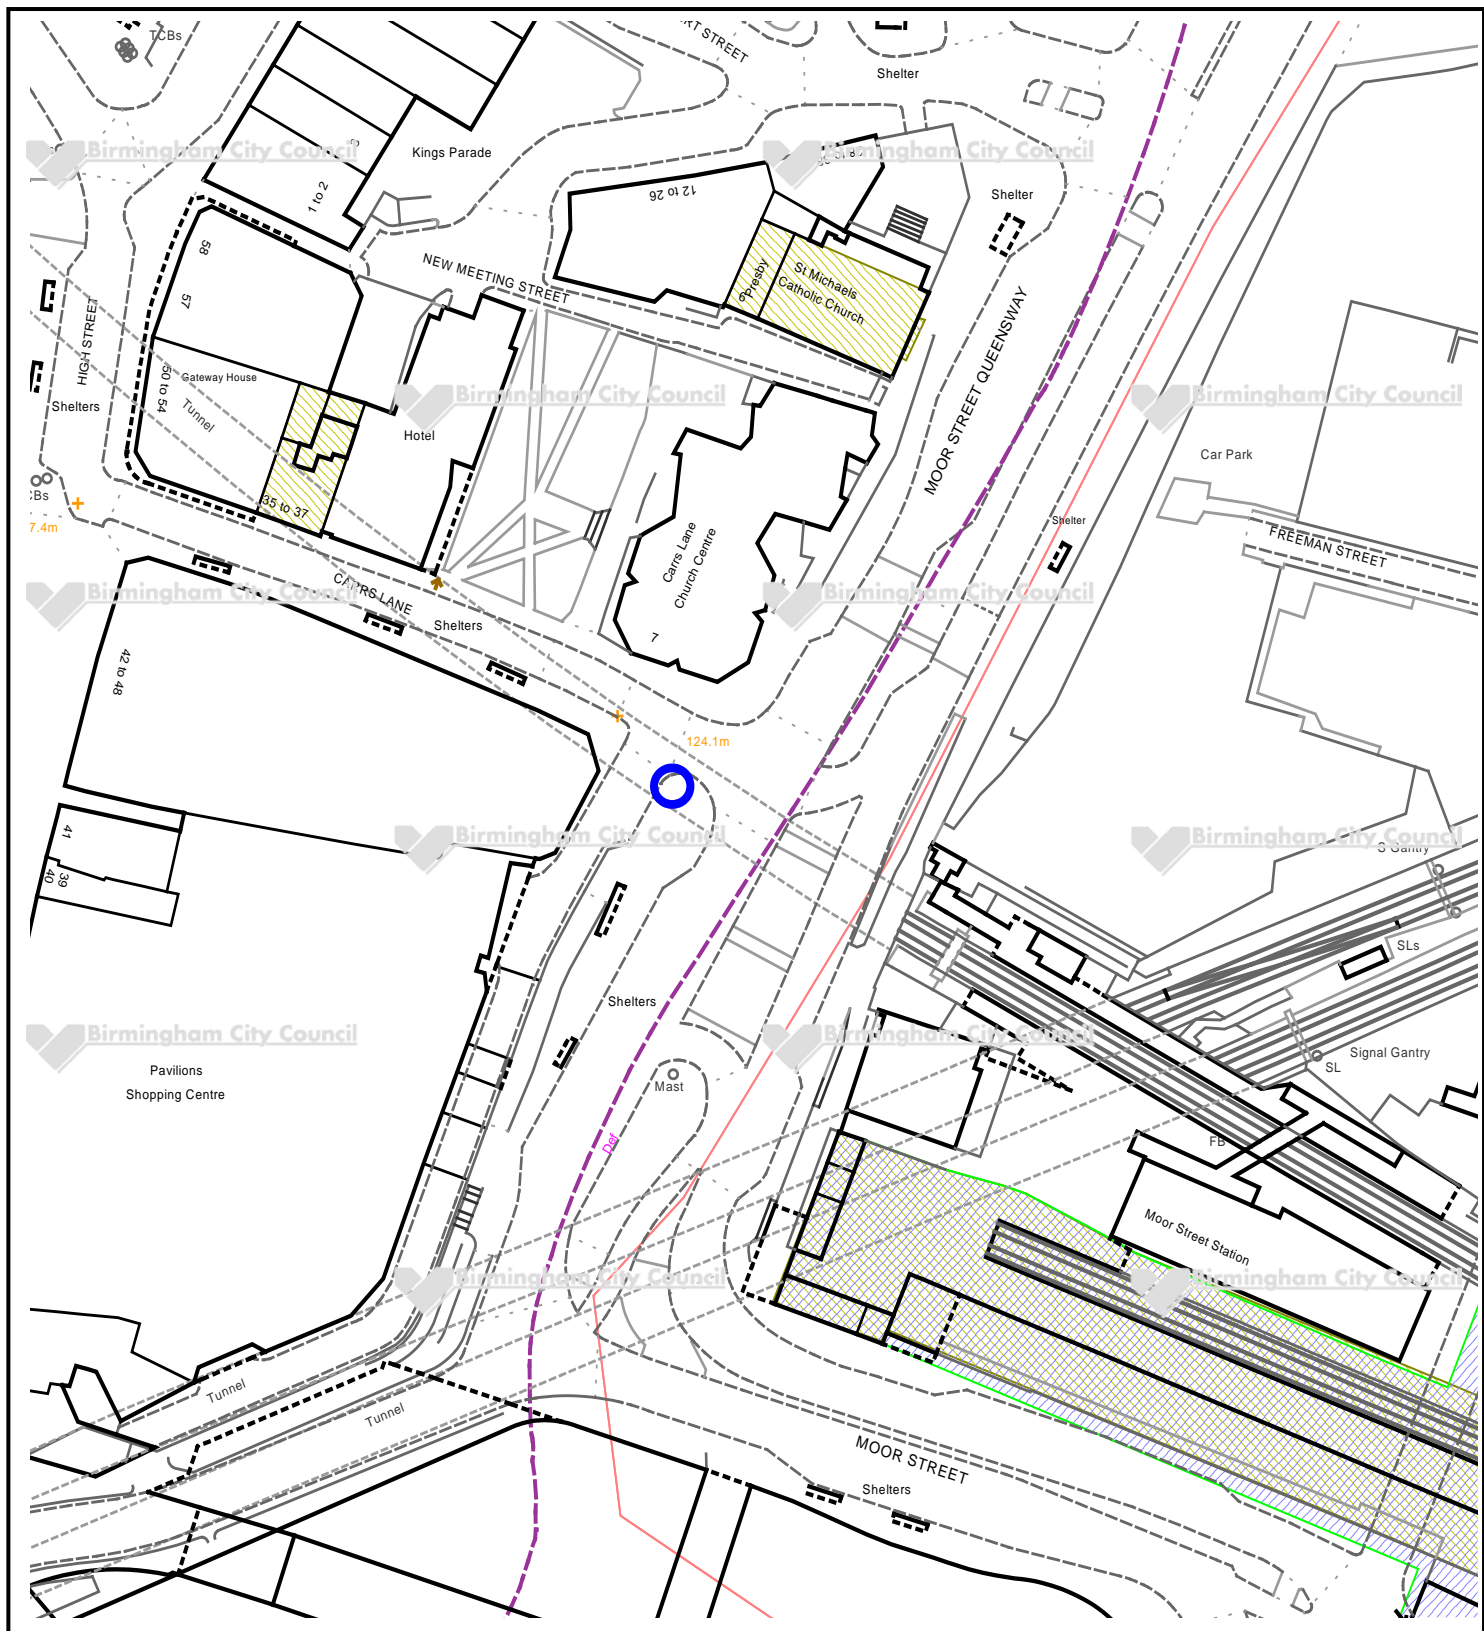 TCBs
RT STREET
Shelter
Kings Parade
1 to 2
12 to 26
Shelter
Birmingham City Council
Birmingham City Council
58
57
NEW MEETING STREET
6 Presby
St Michaels
Catholic Church
HIGH STREET
50 to 54
Gateway House
Tunnel
Shelters
Hotel
MOOR STREET QUEENSWAY
Birmingham City Council
Birmingham City Council
Car Park
CBs
7.4m
35 to 37
Shelter
FREEMAN STREET
Carrs Lane
Church Centre
7
CARRS LANE
Shelters
Birmingham City Council
Birmingham City Council
42 to 48
124.1m
41
39
40
Birmingham City Council
Birmingham City Council
S Gantry
SLs
Shelters
Birmingham City Council
Birmingham City Council
Pavilions
Shopping Centre
Mast
Signal Gantry
SL
Def
FB
Moor Street Station
Birmingham City Council
Birmingham City Council
Tunnel
Tunnel
MOOR STREET
Shelters